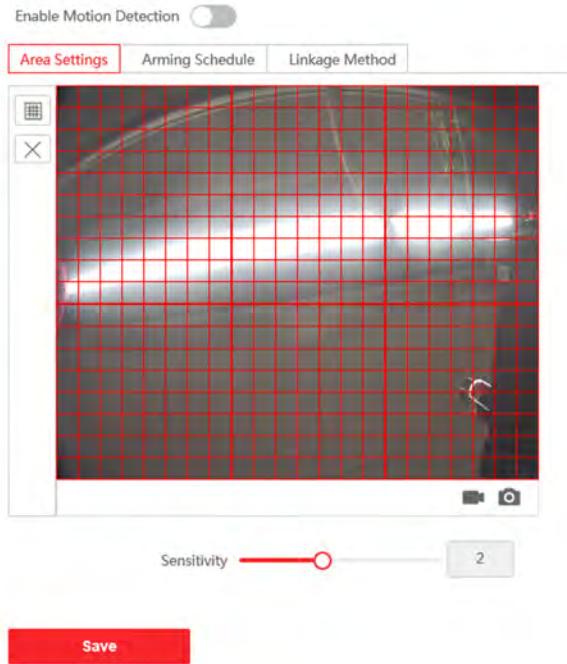 Enable Motion Detection
Area Settings Arming Schedule Linkage Method
Sensitivity 2
Save